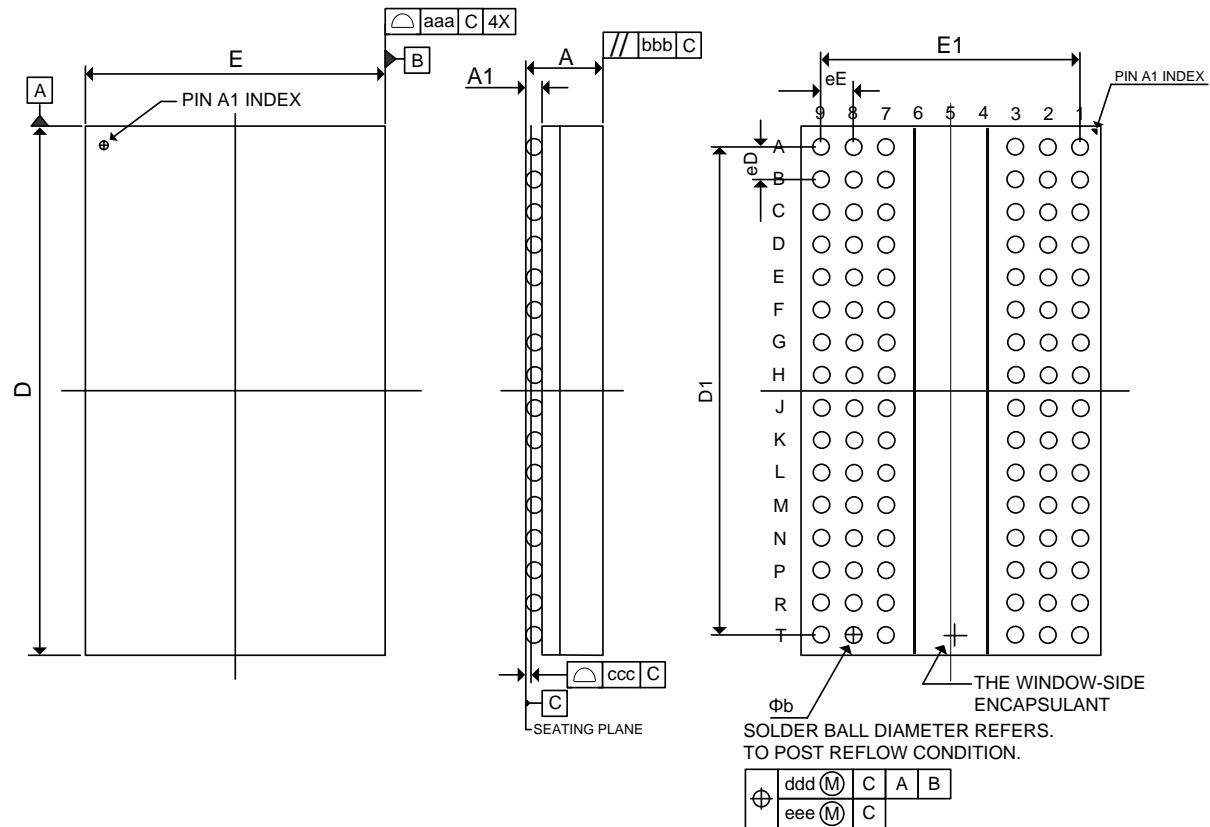 aaa C 4X
E
B
A
PIN A1 INDEX
D
// bbb C
A
A1
ccc C
C
SEATING PLANE
E1
eE
PIN A1 INDEX
9 8 7 6 5 4 3 2 1
eD
D1
A
B
C
D
E
F
G
H
J
K
L
M
N
P
R
T
THE WINDOW-SIDE
ENCAPSULANT
Φb
SOLDER BALL DIAMETER REFERS.
TO POST REFLOW CONDITION.
ddd Ⓜ C A B
eee Ⓜ C